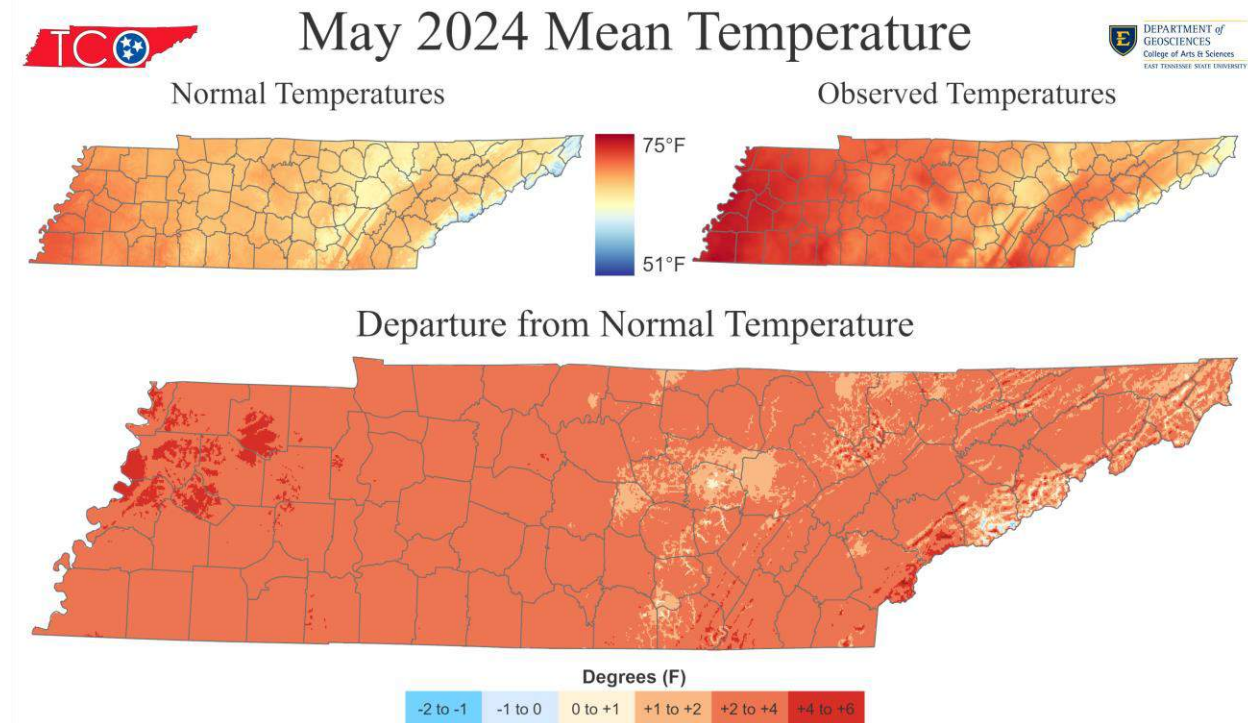 TCO
May 2024 Mean Temperature
E
DEPARTMENT of
GEOSCIENCES
College of Arts & Sciences
EAST TENNESSEE STATE UNIVERSITY
Normal Temperatures
Observed Temperatures
75°F
51°F
Departure from Normal Temperature
Degrees (F)
-2 to -1
-1 to 0
0 to +1
+1 to +2
+2 to +4
+4 to +6